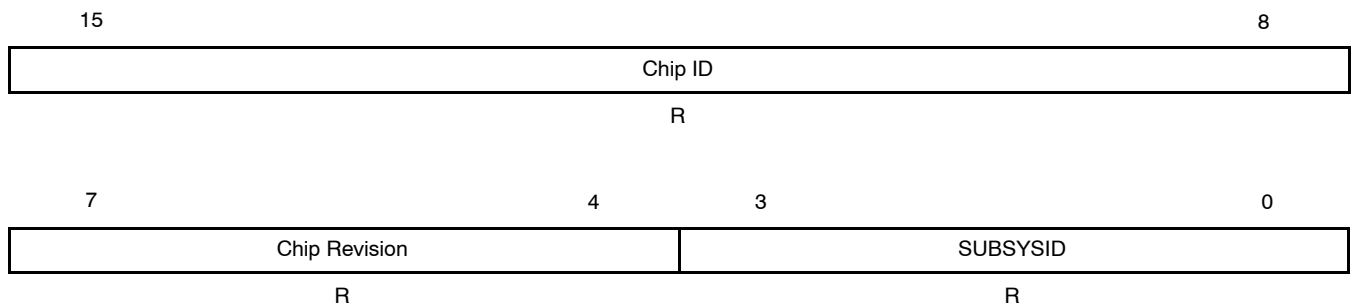 15 8
Chip ID
R
7 4 3 0
Chip Revision SUBSYSID
R R